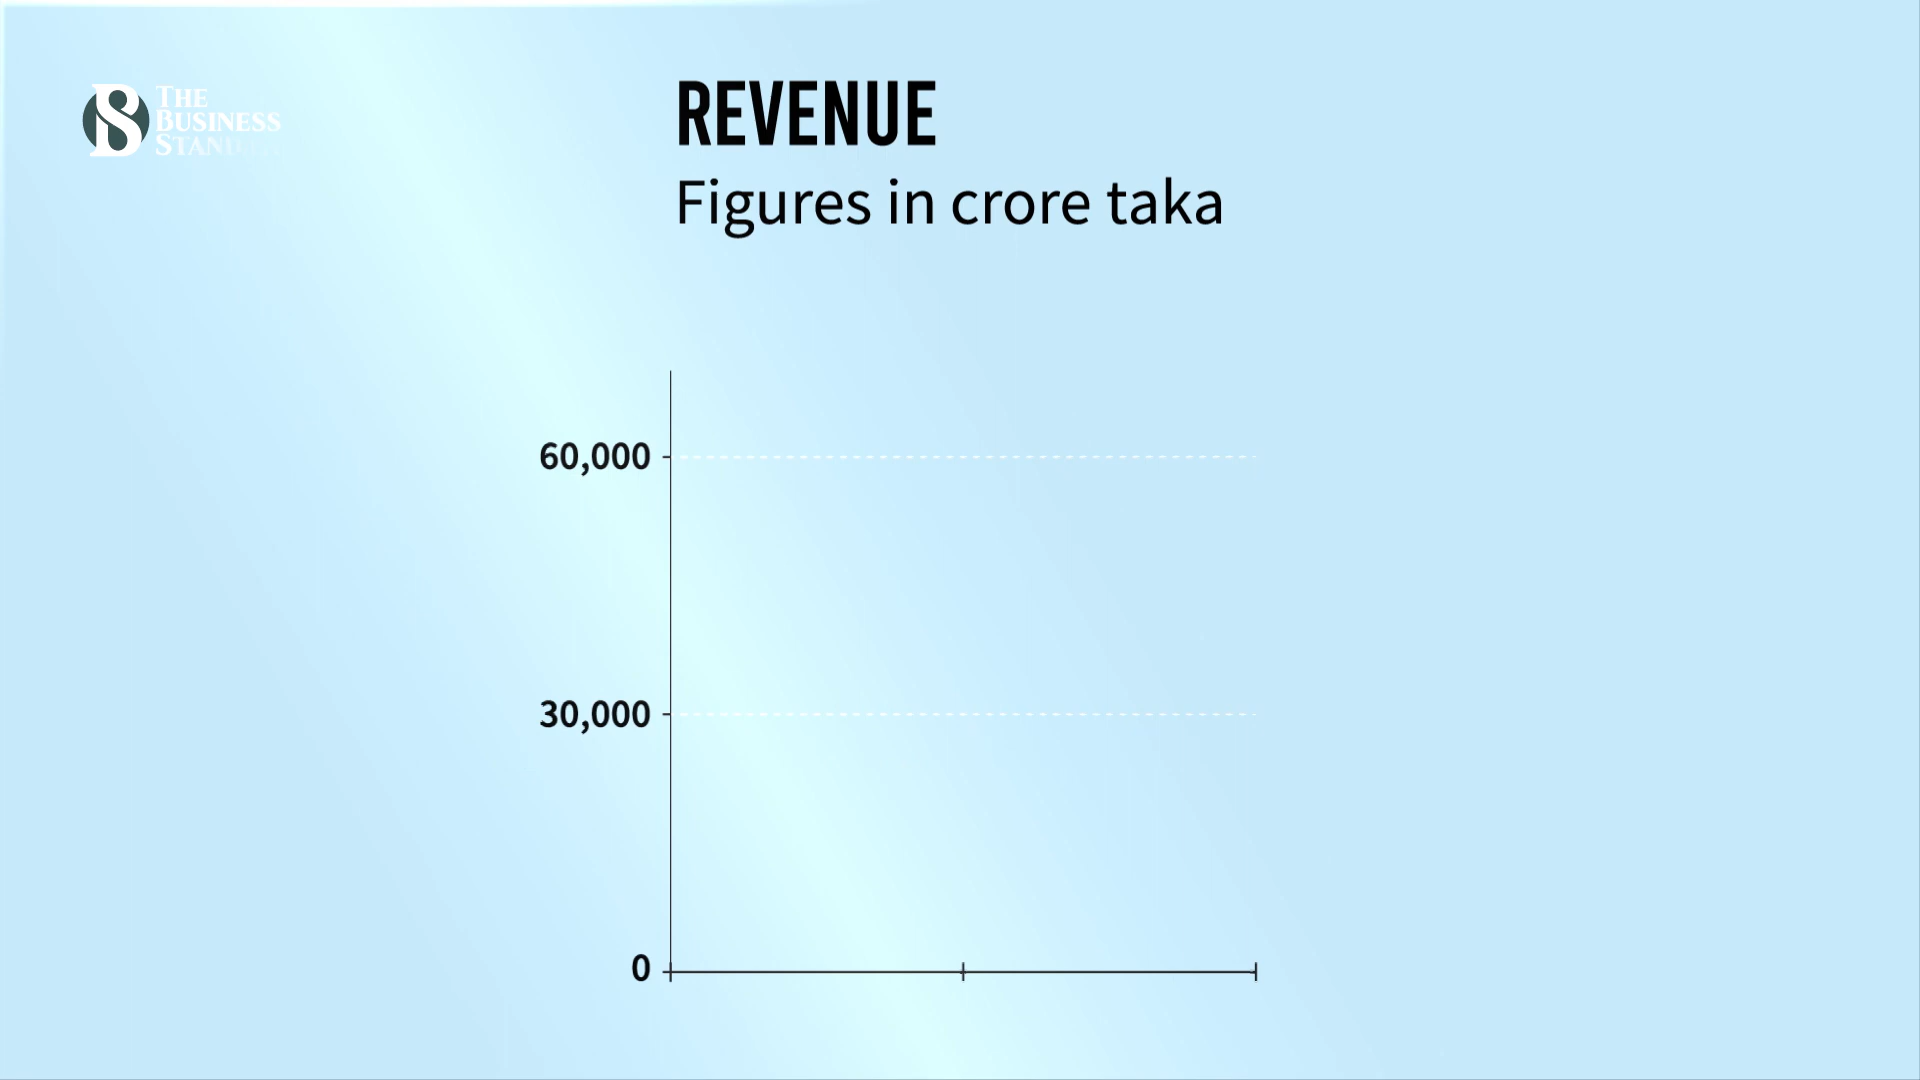 THE
BUSINESS
REVENUE
Figures in crore taka
60,000
30,000
0